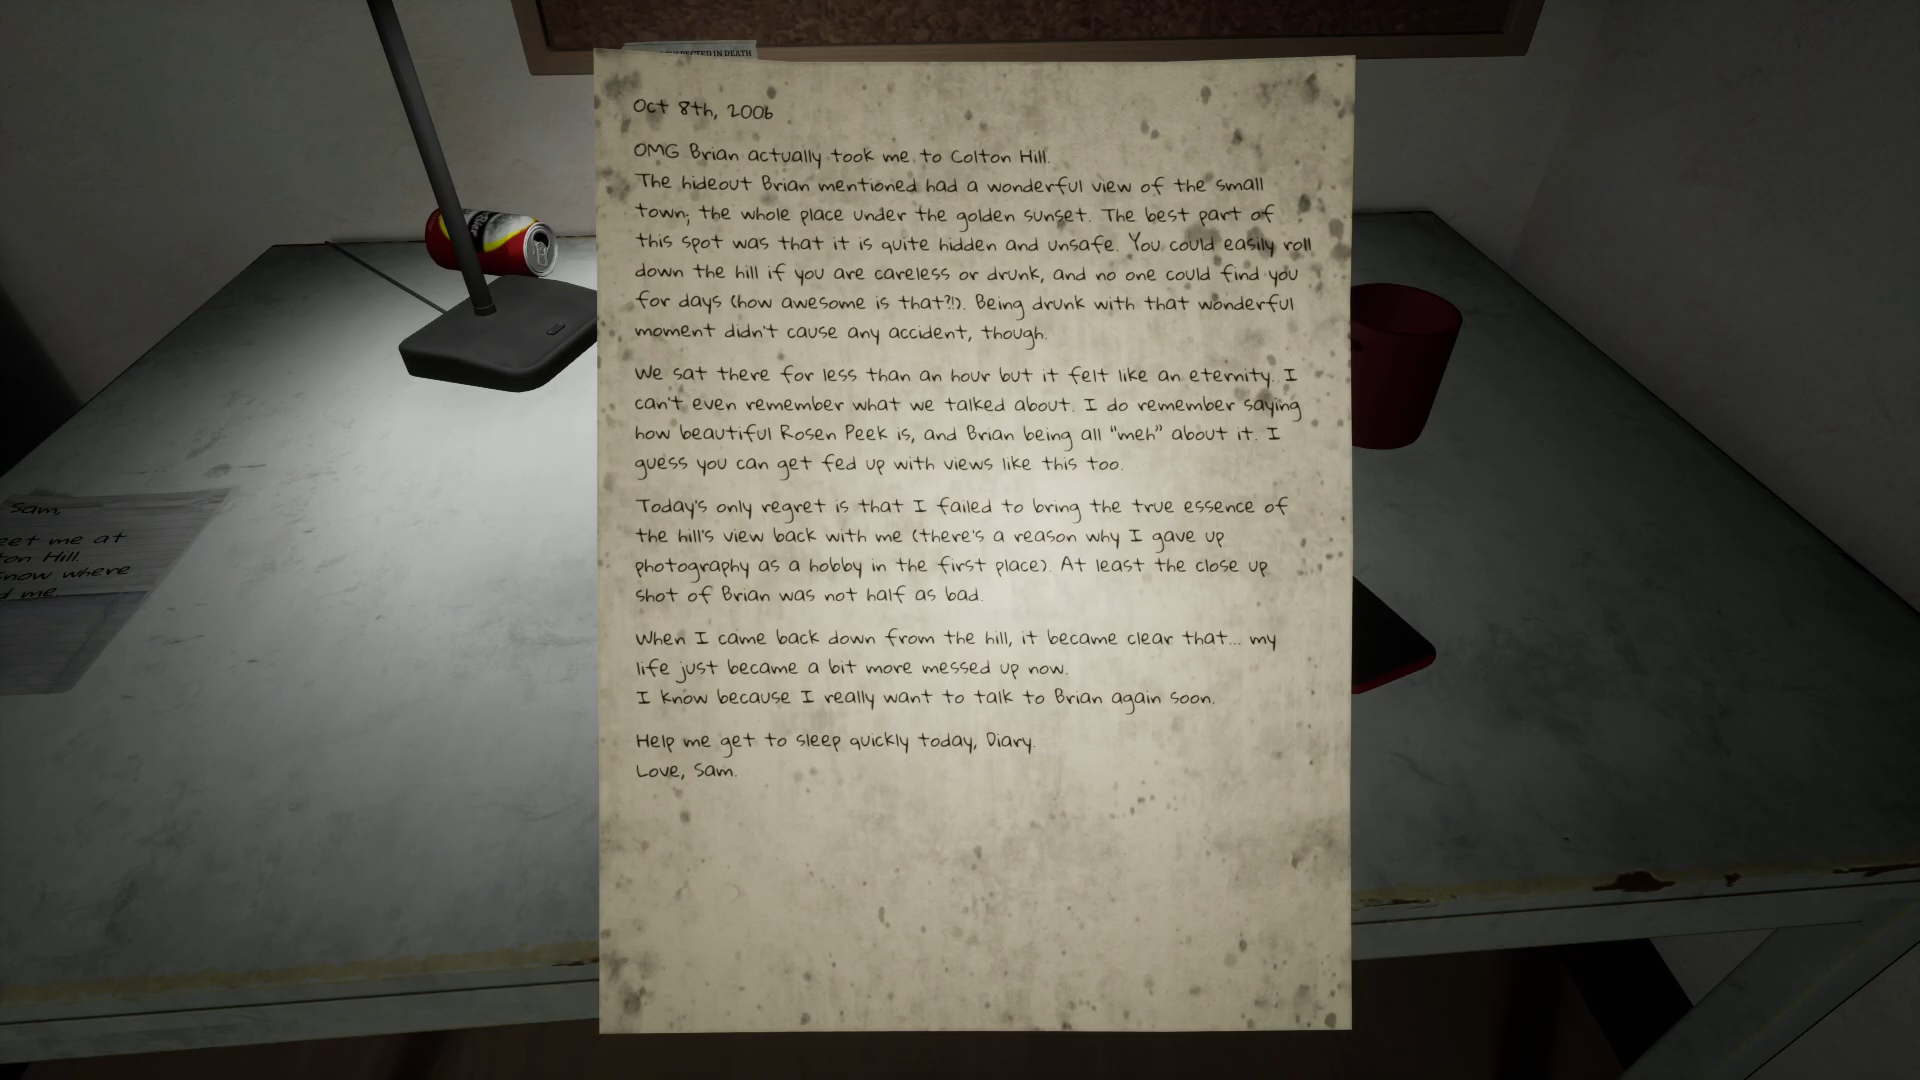 IN DEATH
Oct 8th, 2006
OMG Brian actually took me to Colton Hill.
The hideout Brian mentioned had a wonderful view of the small
town; the whole place under the golden sunset. The best part of
this spot was that it is quite hidden and unsafe. You could easily roll
down the hill if you are careless or drunk, and no one could find you
for days (how awesome is that?!). Being drunk with that wonderful
moment didn't cause any accident, though.
We sat there for less than an hour but it felt like an eternity. I
can't even remember what we talked about. I do remember saying
how beautiful Rosen Peek is, and Brian being all "meh" about it. I
guess you can get fed up with views like this too.
Today's only regret is that I failed to bring the true essence of
the hill's view back with me (there's a reason why I gave up
photography as a hobby in the first place). At least the close up
shot of Brian was not half as bad.
When I came back down from the hill, it became clear that... my
life just became a bit more messed up now.
I know because I really want to talk to Brian again soon.
Help me get to sleep quickly today, Diary.
Love, Sam.
Sam,
me at
Hill.
where
me